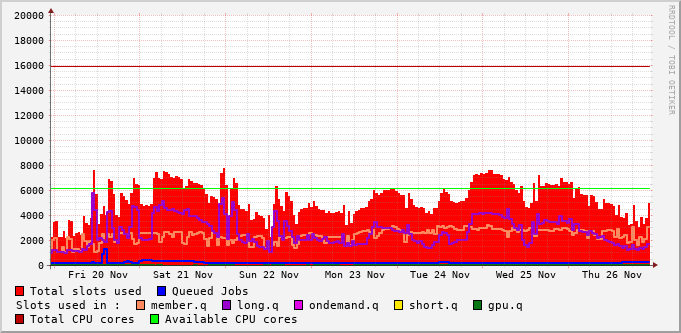 20000
18000
16000
14000
12000
10000
8000
6000
4000
2000
0
Fri 20 Nov Sat 21 Nov Sun 22 Nov Mon 23 Nov Tue 24 Nov Wed 25 Nov Thu 26 Nov
Total slots used Queued Jobs
Slots used in : member.q long.q ondemand.q short.q gpu.q
Total CPU cores Available CPU cores
RRDTOOL / TOBI OETIKER